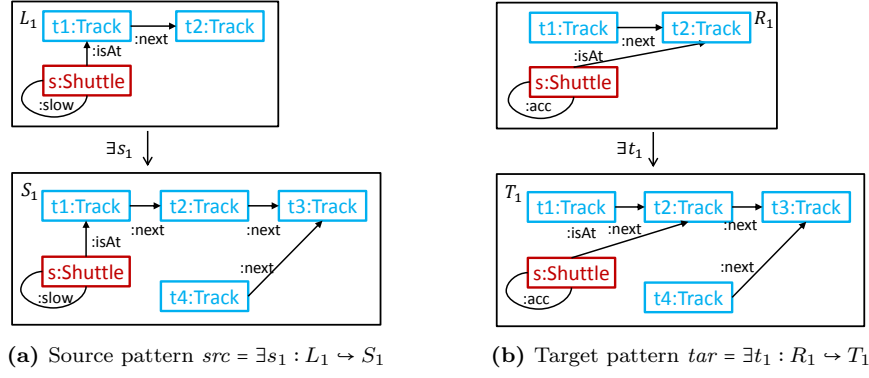 L₁
t1:Track
:next
t2:Track
:isAt
s:Shuttle
:slow
∃s₁
S₁
t1:Track
:next
t2:Track
:next
t3:Track
:isAt
s:Shuttle
:slow
:next
t4:Track
(a) Source pattern src = ∃s₁ : L₁ ↪ S₁
R₁
t1:Track
:next
t2:Track
:isAt
s:Shuttle
:acc
∃t₁
T₁
t1:Track
:next
t2:Track
:next
t3:Track
:isAt
s:Shuttle
:acc
:next
t4:Track
(b) Target pattern tar = ∃t₁ : R₁ ↪ T₁